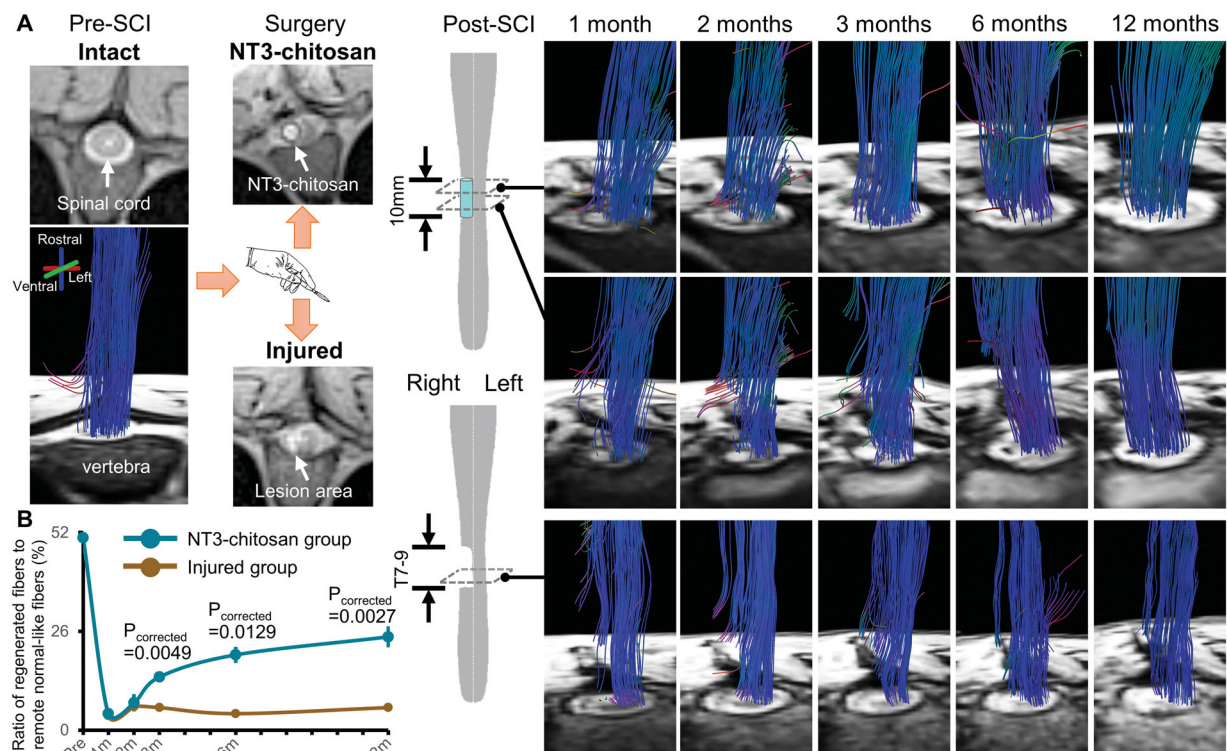 A
Pre-SCI
Intact
Surgery
NT3-chitosan
Post-SCI
1 month
2 months
3 months
6 months
12 months
Spinal cord
NT3-chitosan
10mm
Rostral
Left
Ventral
vertebra
Injured
Lesion area
Right Left
T7-9
B
Ratio of regenerated fibers to
remote normal-like fibers (%)
52
26
0
NT3-chitosan group
Injured group
P corrected
=0.0049
P corrected
=0.0129
P corrected
=0.0027